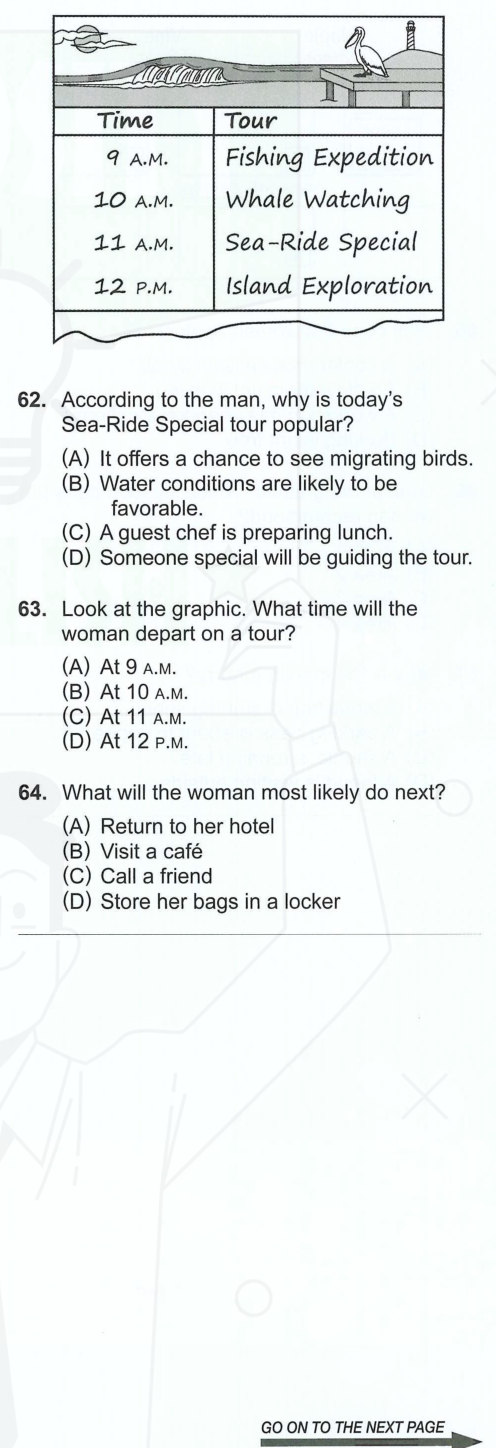 Time Tour
9 A.M. Fishing Expedition
10 A.M. Whale Watching
11 A.M. Sea-Ride Special
12 P.M. Island Exploration
62. According to the man, why is today's
Sea-Ride Special tour popular?
(A) It offers a chance to see migrating birds.
(B) Water conditions are likely to be
favorable.
(C) A guest chef is preparing lunch.
(D) Someone special will be guiding the tour.
63. Look at the graphic. What time will the
woman depart on a tour?
(A) At 9 A.M.
(B) At 10 A.M.
(C) At 11 A.M.
(D) At 12 P.M.
64. What will the woman most likely do next?
(A) Return to her hotel
(B) Visit a café
(C) Call a friend
(D) Store her bags in a locker
GO ON TO THE NEXT PAGE